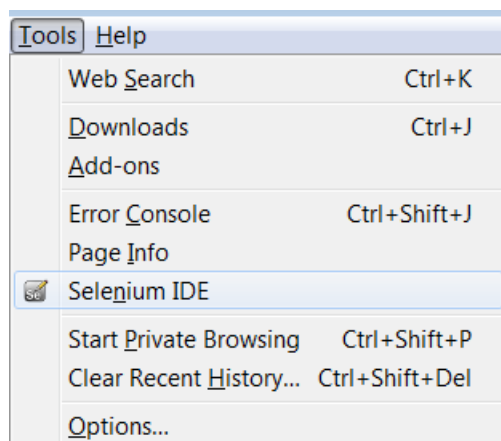 Tools Help
Web Search Ctrl+K
Downloads Ctrl+J
Add-ons
Error Console Ctrl+Shift+J
Page Info
Selenium IDE
Start Private Browsing Ctrl+Shift+P
Clear Recent History... Ctrl+Shift+Del
Options...